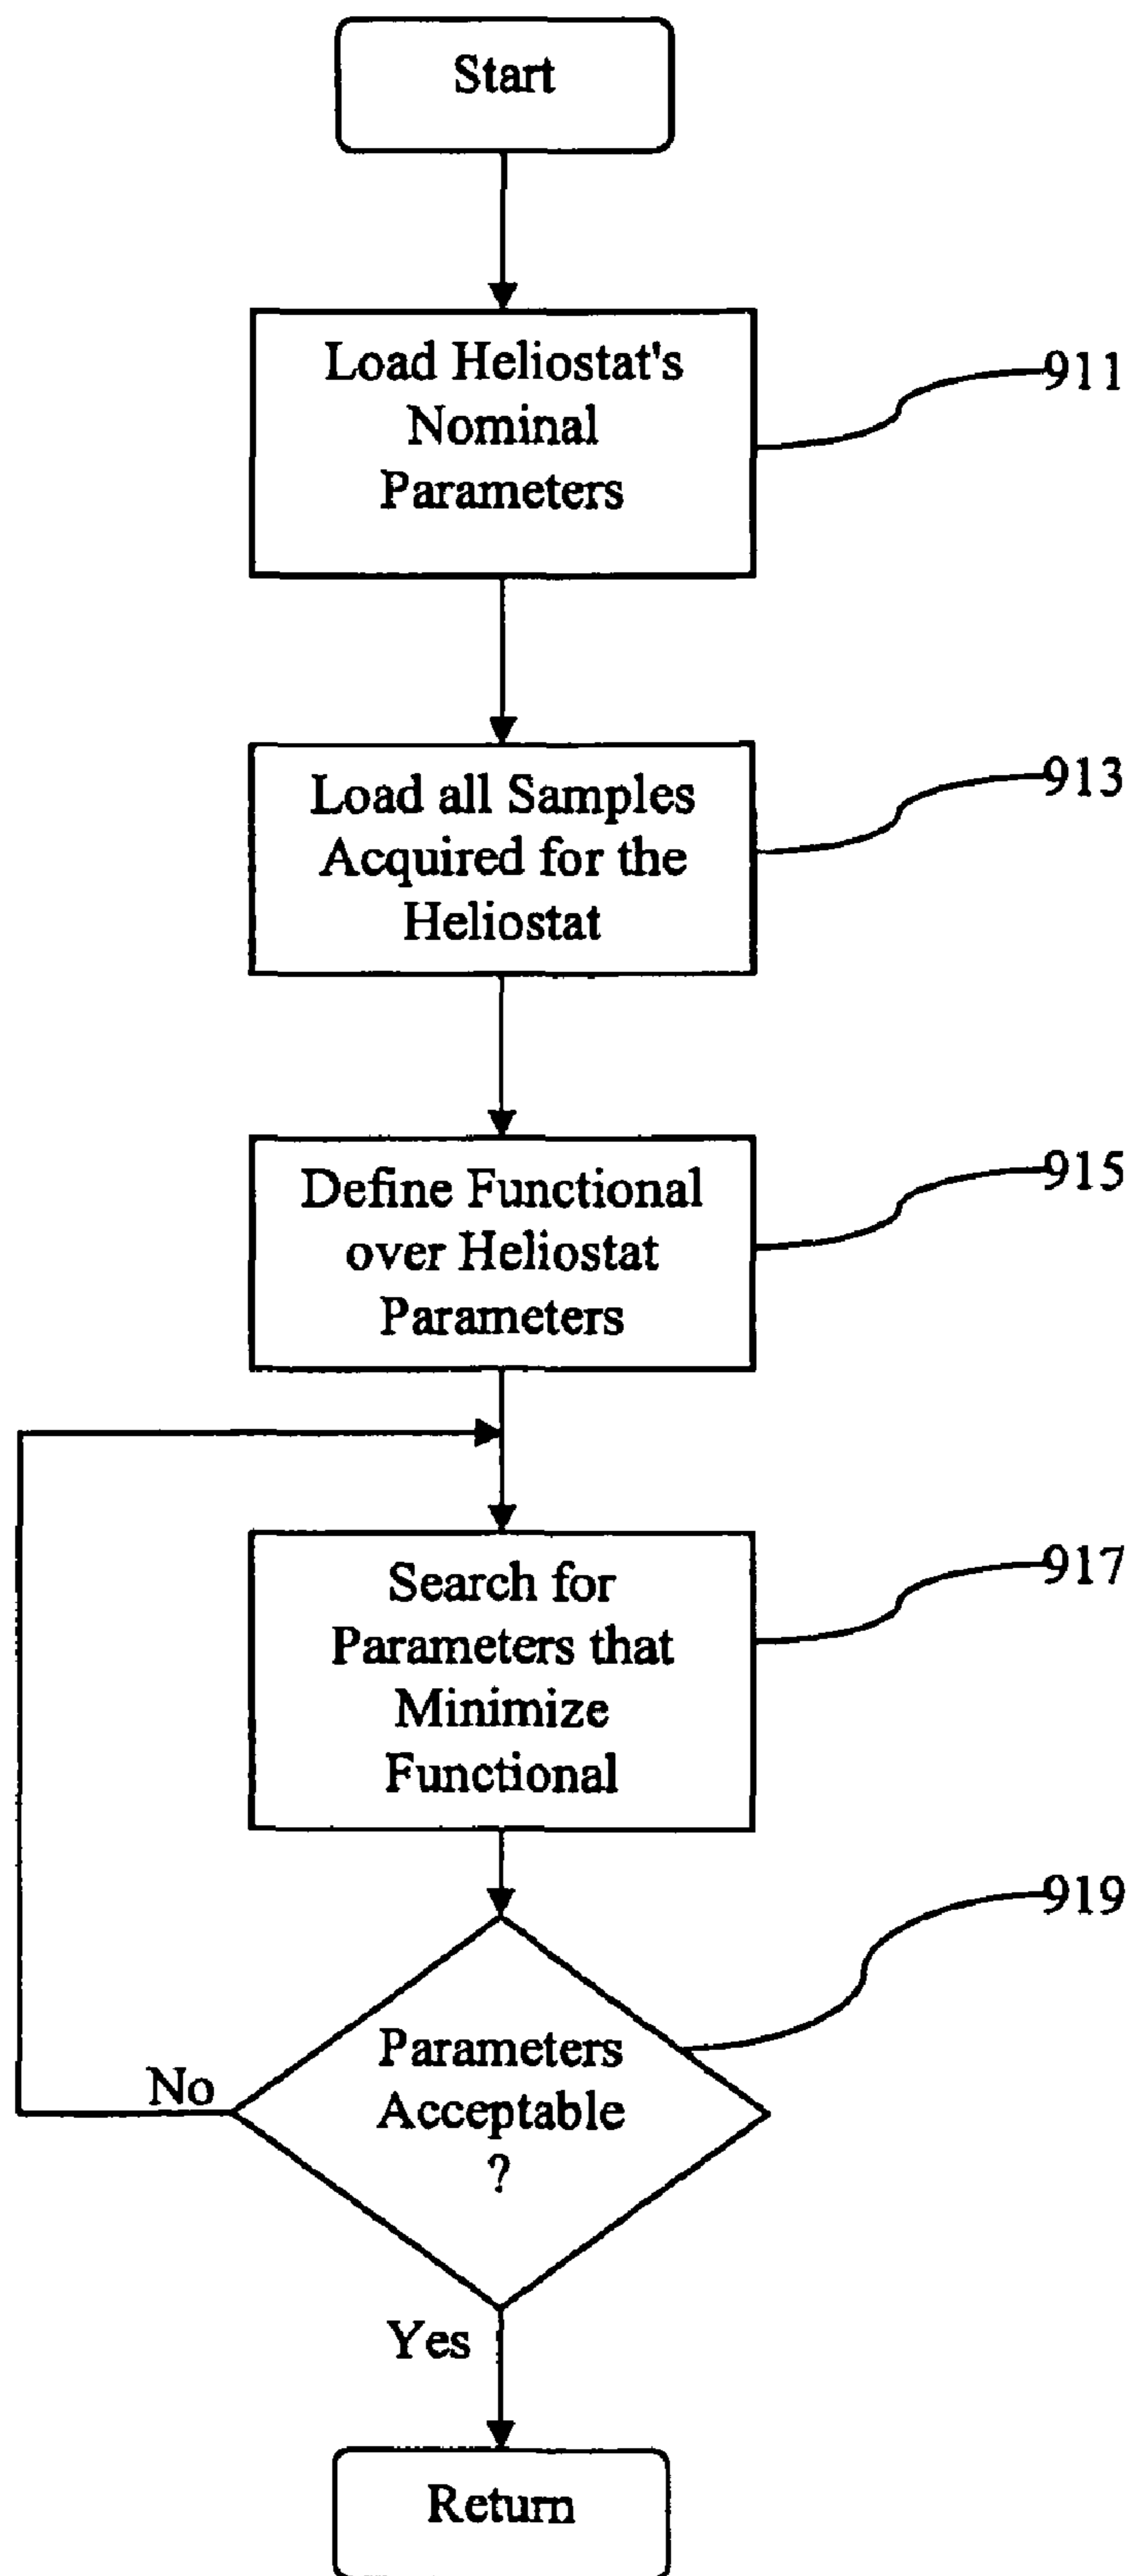 Start
Load Heliostat's
Nominal
Parameters
911
Load all Samples
Acquired for the
Heliostat
913
Define Functional
over Heliostat
Parameters
915
Search for
Parameters that
Minimize
Functional
917
Parameters
Acceptable
?
919
No
Yes
Return